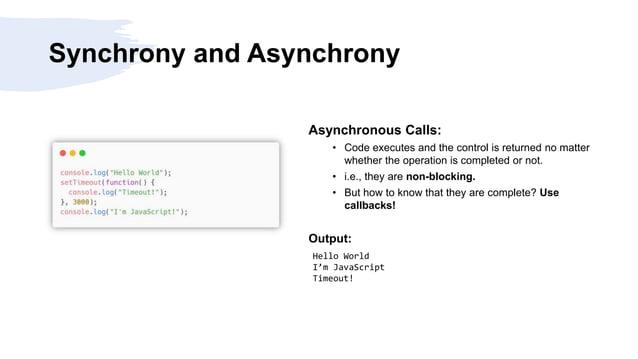 Synchrony and Asynchrony
console.log("Hello World");
setTimeout(function() {
  console.log("Timeout!");
}, 3000);
console.log("I'm JavaScript!");
Asynchronous Calls:
• Code executes and the control is returned no matter
whether the operation is completed or not.
• i.e., they are non-blocking.
• But how to know that they are complete? Use
callbacks!
Output:
Hello World
I’m JavaScript
Timeout!